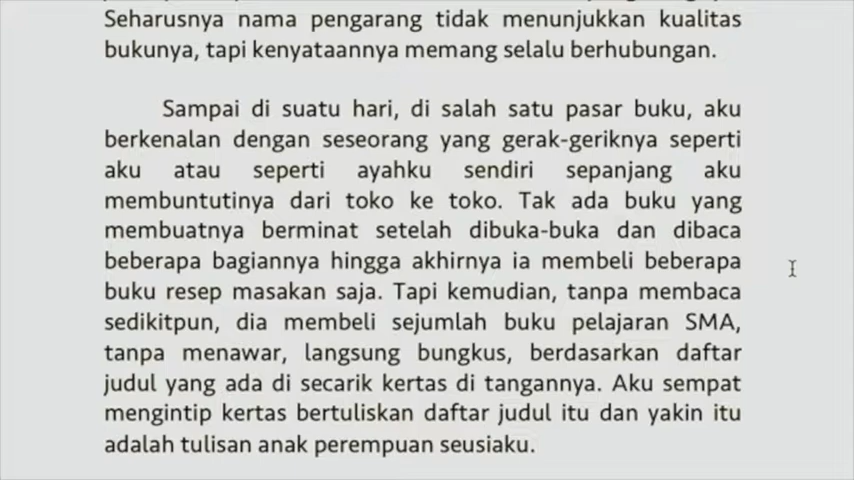 Seharusnya nama pengarang tidak menunjukkan kualitas
bukunya, tapi kenyataannya memang selalu berhubungan.
Sampai di suatu hari, di salah satu pasar buku, aku
berkenalan dengan seseorang yang gerak-geriknya seperti
aku atau seperti ayahku sendiri sepanjang aku
membuntutinya dari toko ke toko. Tak ada buku yang
membuatnya berminat setelah dibuka-buka dan dibaca
beberapa bagiannya hingga akhirnya ia membeli beberapa
buku resep masakan saja. Tapi kemudian, tanpa membaca
sedikitpun, dia membeli sejumlah buku pelajaran SMA,
tanpa menawar, langsung bungkus, berdasarkan daftar
judul yang ada di secarik kertas di tangannya. Aku sempat
mengintip kertas bertuliskan daftar judul itu dan yakin itu
adalah tulisan anak perempuan seusiaku.